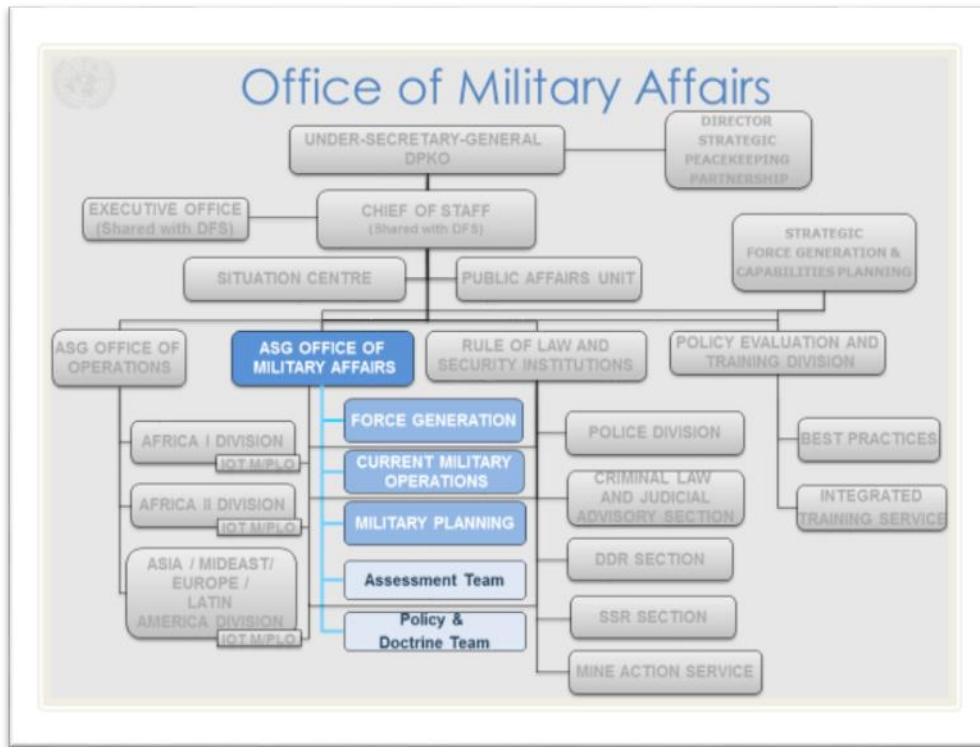 Office of Military Affairs
UNDER-SECRETARY-GENERAL
DPKO
DIRECTOR
STRATEGIC
PEACEKEEPING
PARTNERSHIP
EXECUTIVE OFFICE
(Shared with DFS)
CHIEF OF STAFF
(Shared with DFS)
STRATEGIC
FORCE GENERATION &
CAPABILITIES PLANNING
SITUATION CENTRE
PUBLIC AFFAIRS UNIT
ASG OFFICE OF
OPERATIONS
ASG OFFICE OF
MILITARY AFFAIRS
RULE OF LAW AND
SECURITY INSTITUTIONS
POLICY EVALUATION AND
TRAINING DIVISION
AFRICA I DIVISION
IOT M/PLO
AFRICA II DIVISION
IOT M/PLO
ASIA / MIDEAST/
EUROPE /
LATIN
AMERICA DIVISION
IOT M/PLO
FORCE GENERATION
CURRENT MILITARY
OPERATIONS
MILITARY PLANNING
Assessment Team
Policy &
Doctrine Team
POLICE DIVISION
CRIMINAL LAW
AND JUDICIAL
ADVISORY SECTION
DDR SECTION
SSR SECTION
MINE ACTION SERVICE
BEST PRACTICES
INTEGRATED
TRAINING SERVICE